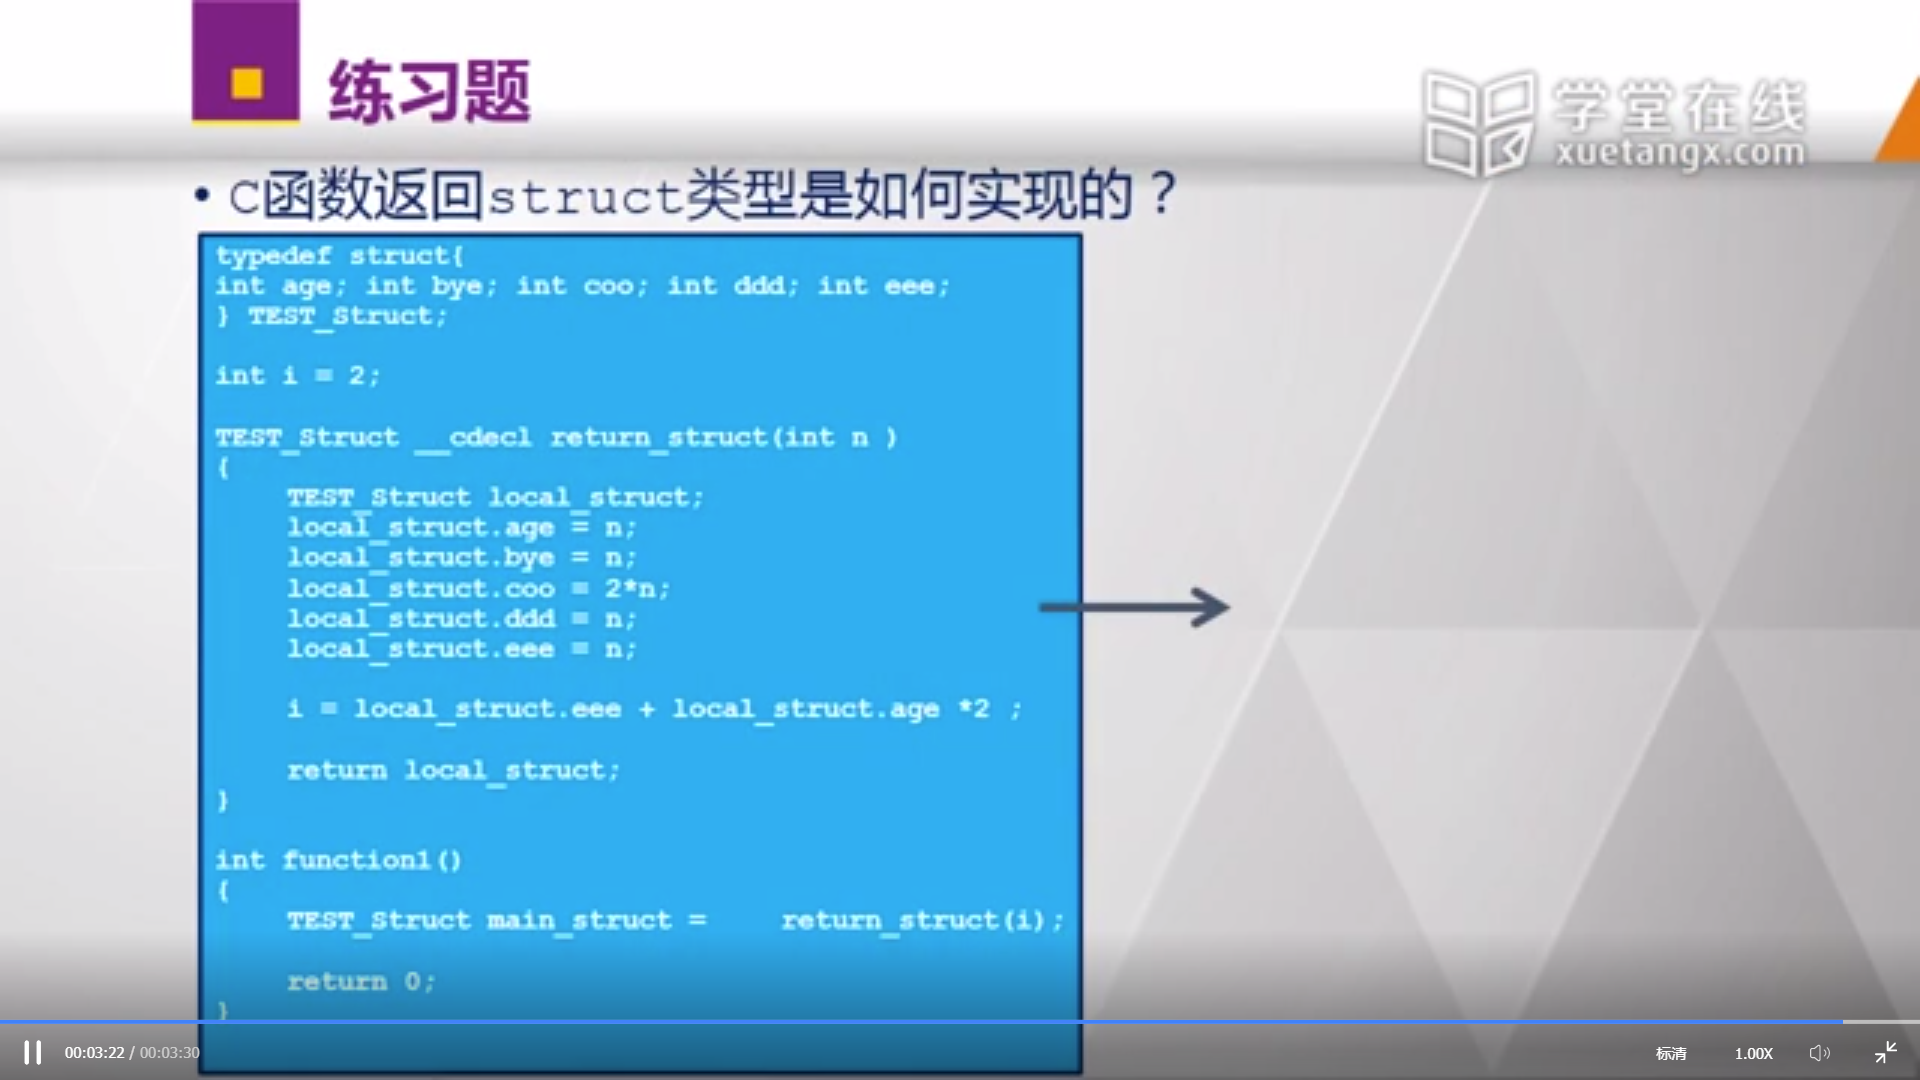 练习题
学堂在线
xuetangx.com
• C函数返回struct类型是如何实现的？
typedef struct{
int age; int bye; int coo; int ddd; int eee;
} TEST_Struct;
int i = 2;
TEST_Struct __cdecl return_struct(int n )
{
TEST_Struct local_struct;
local_struct.age = n;
local_struct.bye = n;
local_struct.coo = 2*n;
local_struct.ddd = n;
local_struct.eee = n;
i = local_struct.eee + local_struct.age *2 ;
return local_struct;
}
int function1()
{
TEST_Struct main_struct = return_struct(i);
return 0;
}
00:03:22 / 00:03:30
标清
1.00X